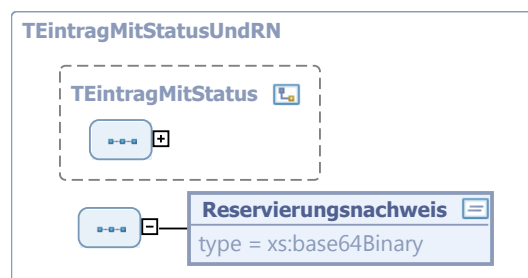 TEintragMitStatusUndRN
TEintragMitStatus
Reservierungsnachweis
type = xs:base64Binary